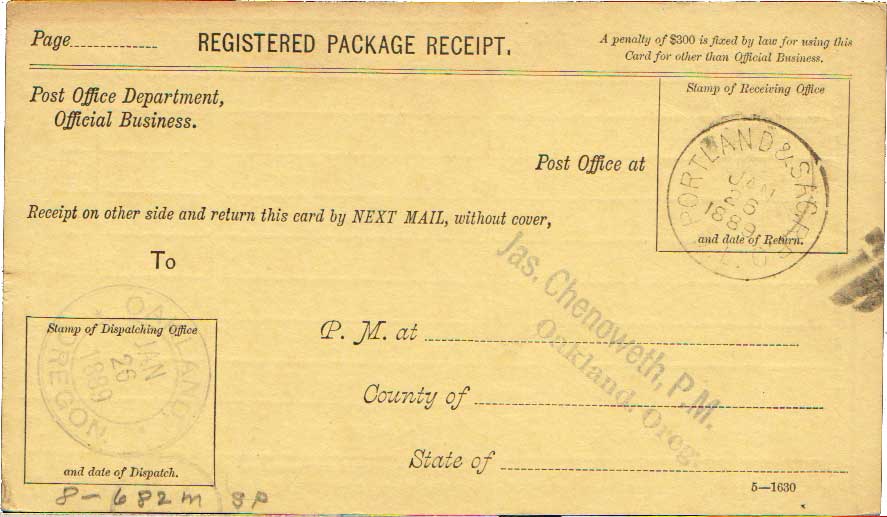 Page
REGISTERED PACKAGE RECEIPT.
A penalty of $300 is fixed by law for using this
Card for other than Official Business.
Post Office Department,
Official Business.
Stamp of Receiving Office
Post Office at
PORTLAND & SAC. R.P.O.
JAN
26
1889
and date of Return.
Receipt on other side and return this card by NEXT MAIL, without cover,
To
Jas. Chenoweth, P.M.
Oakland, Oreg.
Stamp of Dispatching Office
OAKLAND
JAN
26
1889
OREGON
and date of Dispatch.
P. M. at
County of
State of
5—1630
8-682m SP